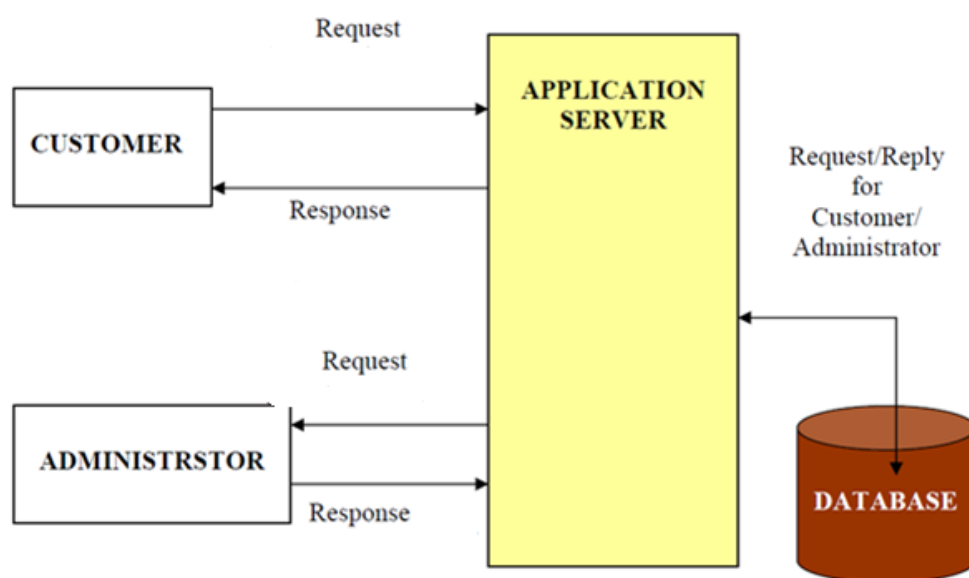 Request
APPLICATION
SERVER
CUSTOMER
Request/Reply
for
Customer/
Administrator
Response
Request
ADMINISTRSTOR
DATABASE
Response